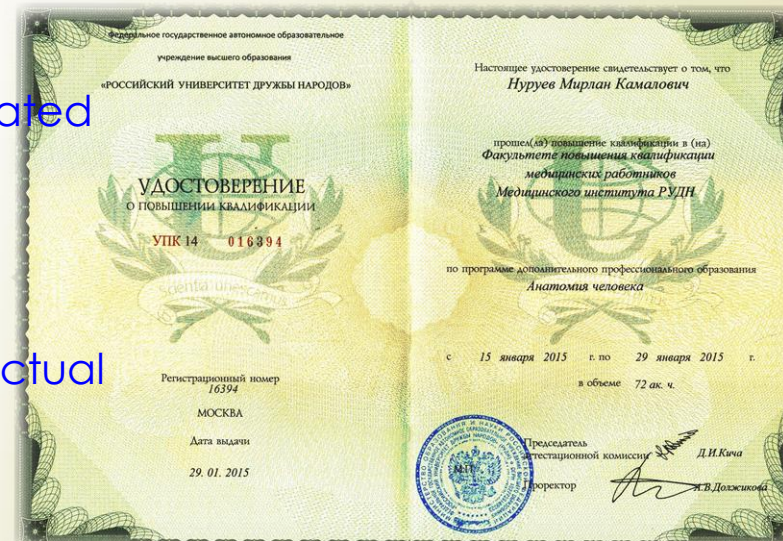 ated
ctual
Федеральное государственное автономное образовательное
учреждение высшего образования
«РОССИЙСКИЙ УНИВЕРСИТЕТ ДРУЖБЫ НАРОДОВ»
УДОСТОВЕРЕНИЕ
О ПОВЫШЕНИИ КВАЛИФИКАЦИИ
УПК 14 016394
Регистрационный номер
16394
МОСКВА
Дата выдачи
29. 01. 2015
Настоящее удостоверение свидетельствует о том, что
Нуруев Мирлан Камалович
прошел(ла) повышение квалификации в (на)
Факультете повышения квалификации
медицинских работников
Медицинского института РУДН
по программе дополнительного профессионального образования
Анатомия человека
с 15 января 2015 г. по 29 января 2015 г.
в объеме 72 ак. ч.
Председатель
аттестационной комиссии Д.И.Кича
М.П.
Проректор А.В.Должикова